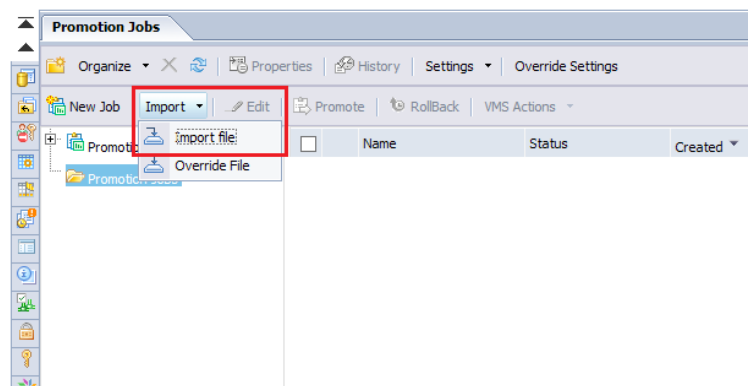 Promotion Jobs
Organize Properties History Settings Override Settings
New Job Import Edit Promote RollBack VMS Actions
Import file Name Status Created
Override File